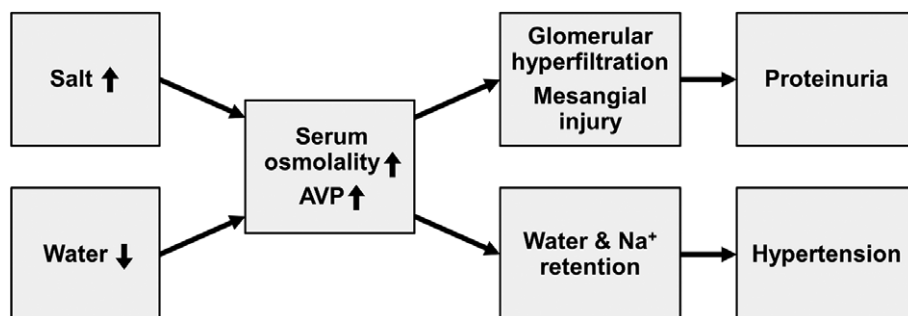 Salt ↑
Water ↓
Serum
osmolality ↑
AVP ↑
Glomerular
hyperfiltration
Mesangial
injury
Proteinuria
Water & Na⁺
retention
Hypertension